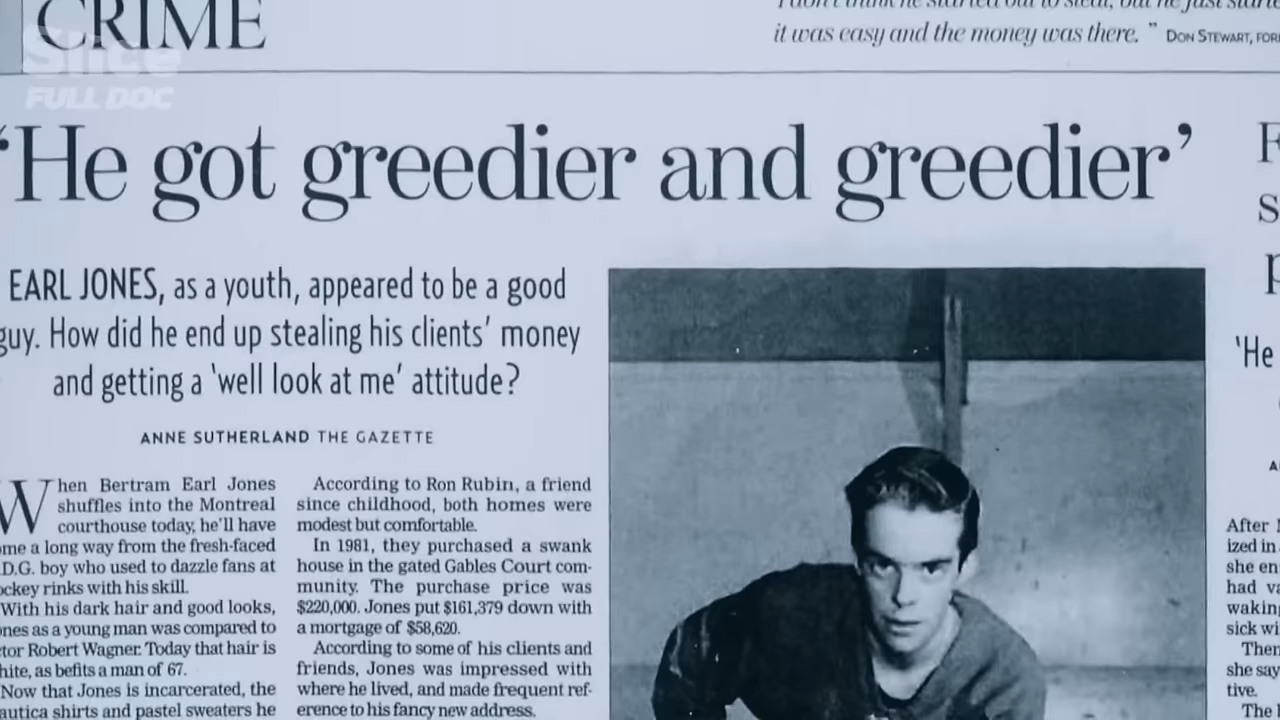 CRIME
Slice
FULL DOC
it was easy and the money was there. ” DON STEWART,
‘He got greedier and greedier’
EARL JONES, as a youth, appeared to be a good
guy. How did he end up stealing his clients’ money
and getting a ‘well look at me’ attitude?
ANNE SUTHERLAND THE GAZETTE
When Bertram Earl Jones
shuffles into the Montreal
courthouse today, he’ll have
a long way from the fresh-faced
boy who used to dazzle fans at
rinks with his skill.
With his dark hair and good looks,
as a young man was compared to
Robert Wagner. Today that hair is
as befits a man of 67.
Now that Jones is incarcerated, the
shirts and pastel sweaters he
According to Ron Rubin, a friend
since childhood, both homes were
modest but comfortable.
In 1981, they purchased a swank
house in the gated Gables Court com-
munity. The purchase price was
$220,000. Jones put $161,379 down with
a mortgage of $58,620.
According to some of his clients and
friends, Jones was impressed with
where he lived, and made frequent ref-
erence to his fancy new address.
‘He
After
ized in
she
had
waking
sick
Then
she
tive.
The